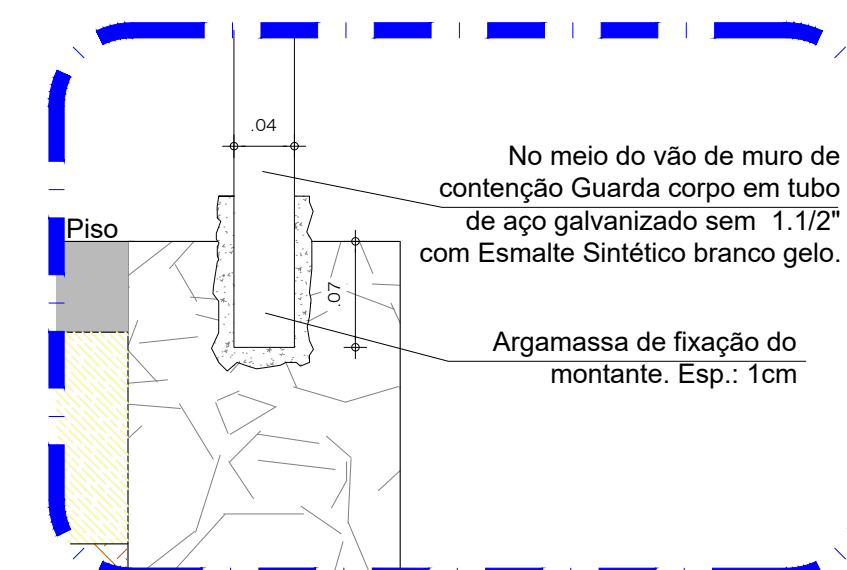 .04
No meio do vão de muro de
contenção Guarda corpo em tubo
de aço galvanizado sem 1.1/2"
com Esmalte Sintético branco gelo.
Piso
.07
Argamassa de fixação do
montante. Esp.: 1cm